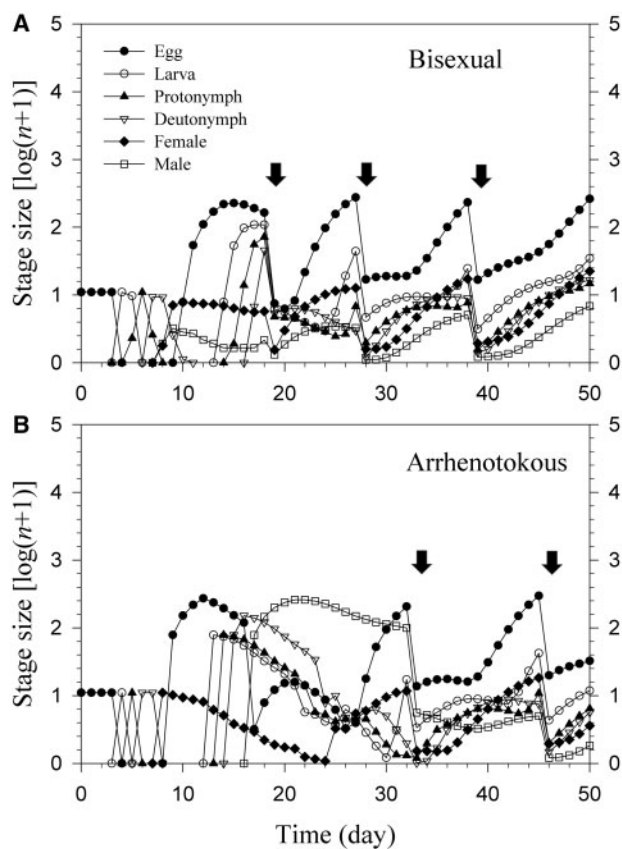 A
Bisexual
Egg
Larva
Protonymph
Deutonymph
Female
Male
Stage size [log(n+1)]
5
4
3
2
1
0
5
4
3
2
1
0
0 10 20 30 40 50
B
Arrhenotokous
Stage size [log(n+1)]
5
4
3
2
1
0
5
4
3
2
1
0
0 10 20 30 40 50
Time (day)